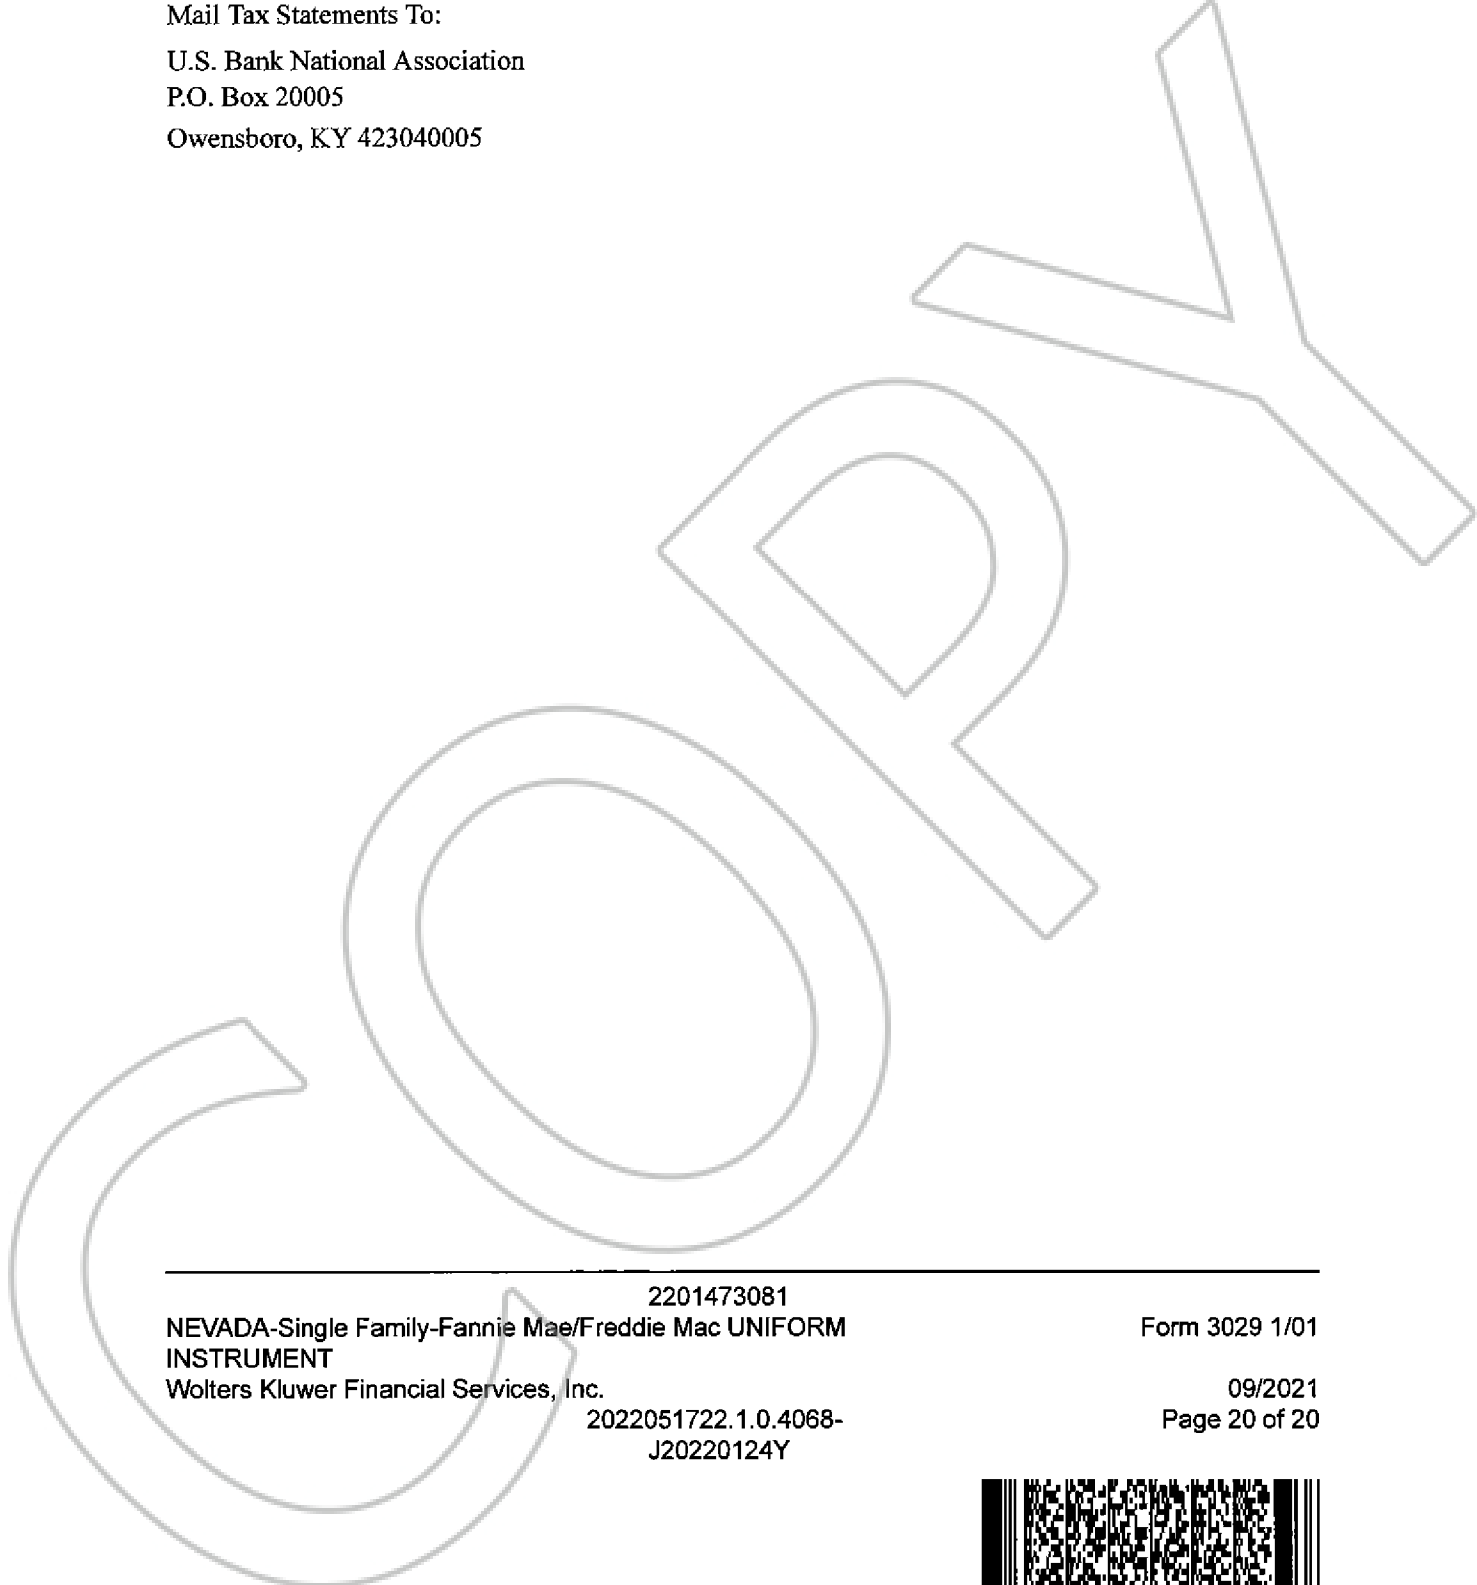 Mail Tax Statements To:
U.S. Bank National Association
P.O. Box 20005
Owensboro, KY 423040005
COPY
2201473081
NEVADA-Single Family-Fannie Mae/Freddie Mac UNIFORM
INSTRUMENT
Form 3029 1/01
Wolters Kluwer Financial Services, Inc.
09/2021
2022051722.1.0.4068-
J20220124Y
Page 20 of 20